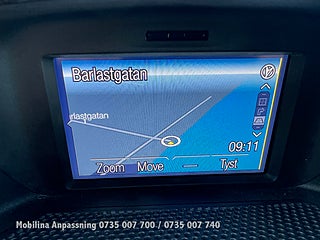 Barlastgatan
rlastgatan
09:11
Zoom Move Tyst
Mobilina Anpassning 0735 007 700 / 0735 007 740